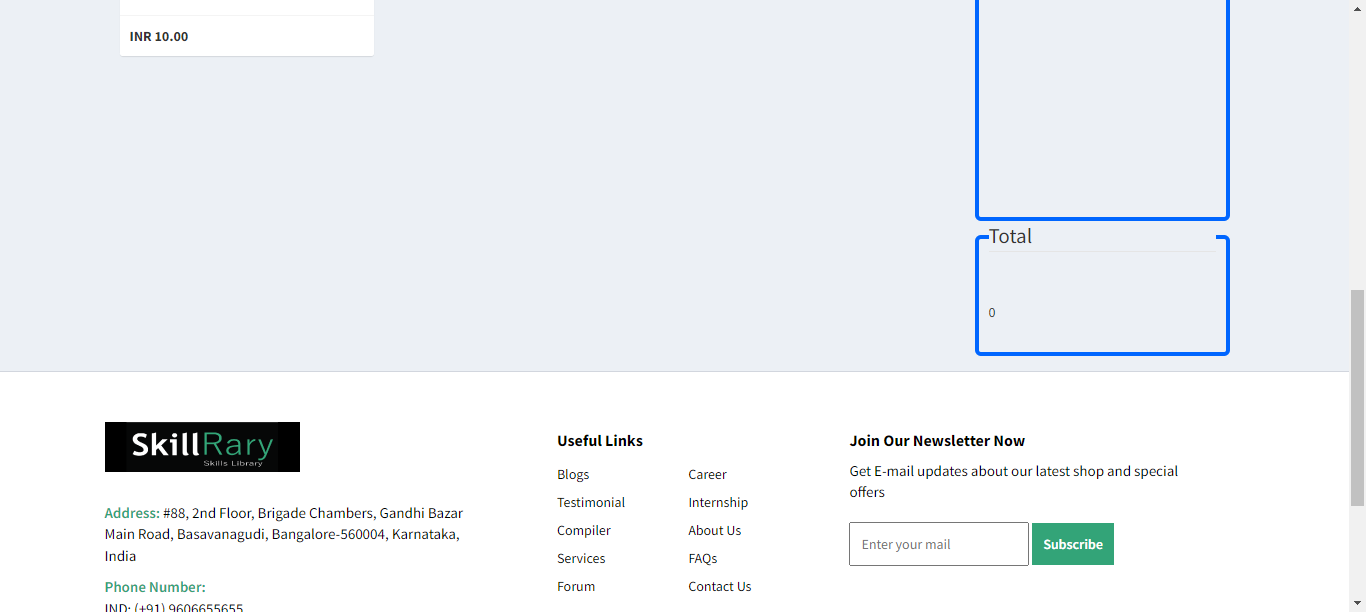 INR 10.00
Total
0
SkillRary
Skills Library
Address: #88, 2nd Floor, Brigade Chambers, Gandhi Bazar
Main Road, Basavanagudi, Bangalore-560004, Karnataka,
India
Phone Number:
IND: (+91) 9606655655
Useful Links
Blogs
Career
Testimonial
Internship
Compiler
About Us
Services
FAQs
Forum
Contact Us
Join Our Newsletter Now
Get E-mail updates about our latest shop and special
offers
Enter your mail
Subscribe